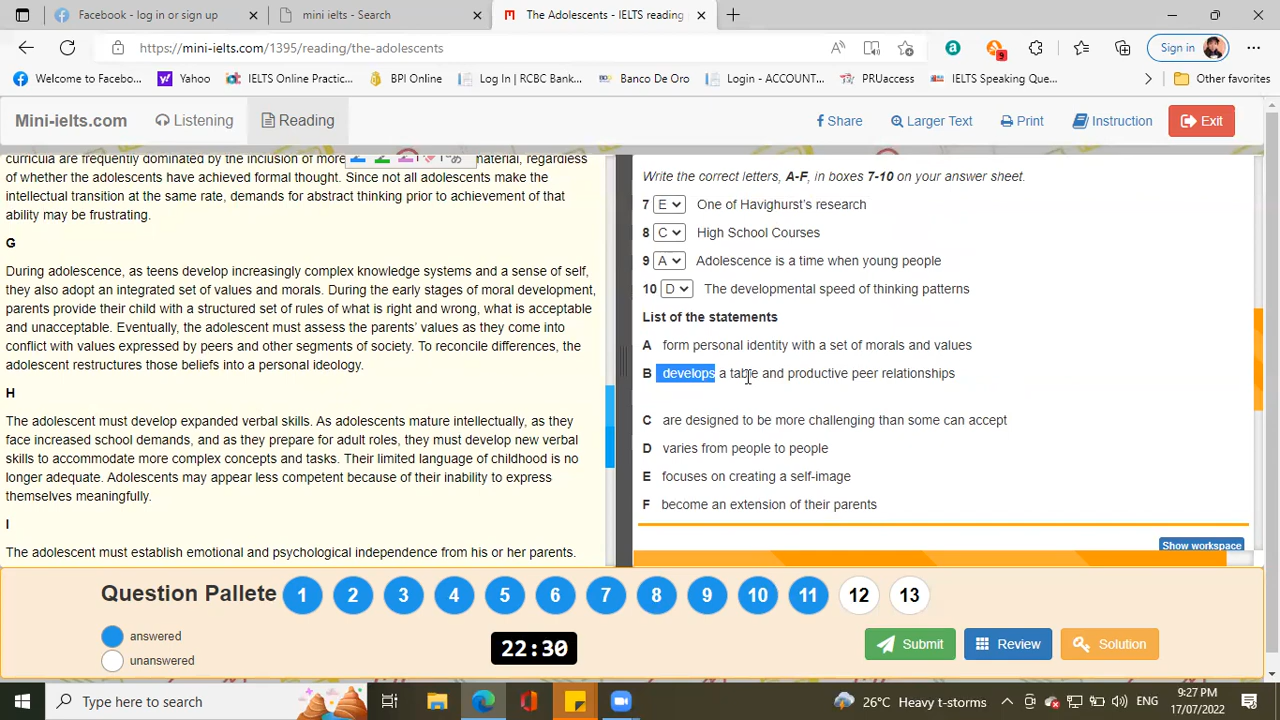 Facebook - log in or sign up
mini ielts - Search
The Adolescents - IELTS reading
https://mini-ielts.com/1395/reading/the-adolescents
Sign in
Welcome to Facebo...
Yahoo
IELTS Online Practic...
BPI Online
Log In | RCBC Bank...
Banco De Oro
Login - ACCOUNT...
PRUaccess
IELTS Speaking Que...
Other favorites
Mini-ielts.com
Listening
Reading
Share
Larger Text
Print
Instruction
Exit
curricula are frequently dominated by the inclusion of more material, regardless
of whether the adolescents have achieved formal thought. Since not all adolescents make the
intellectual transition at the same rate, demands for abstract thinking prior to achievement of that
ability may be frustrating.
G
During adolescence, as teens develop increasingly complex knowledge systems and a sense of self,
they also adopt an integrated set of values and morals. During the early stages of moral development,
parents provide their child with a structured set of rules of what is right and wrong, what is acceptable
and unacceptable. Eventually, the adolescent must assess the parents' values as they come into
conflict with values expressed by peers and other segments of society. To reconcile differences, the
adolescent restructures those beliefs into a personal ideology.
H
The adolescent must develop expanded verbal skills. As adolescents mature intellectually, as they
face increased school demands, and as they prepare for adult roles, they must develop new verbal
skills to accommodate more complex concepts and tasks. Their limited language of childhood is no
longer adequate. Adolescents may appear less competent because of their inability to express
themselves meaningfully.
I
The adolescent must establish emotional and psychological independence from his or her parents.
Write the correct letters, A-F, in boxes 7-10 on your answer sheet.
7 E One of Havighurst's research
8 C High School Courses
9 A Adolescence is a time when young people
10 D The developmental speed of thinking patterns
List of the statements
A form personal identity with a set of morals and values
B develops a table and productive peer relationships
C are designed to be more challenging than some can accept
D varies from people to people
E focuses on creating a self-image
F become an extension of their parents
Show workspace
Question Pallete 1 2 3 4 5 6 7 8 9 10 11 12 13
answered
unanswered
22:30
Submit
Review
Solution
Type here to search
26°C Heavy t-storms
ENG
9:27 PM
17/07/2022